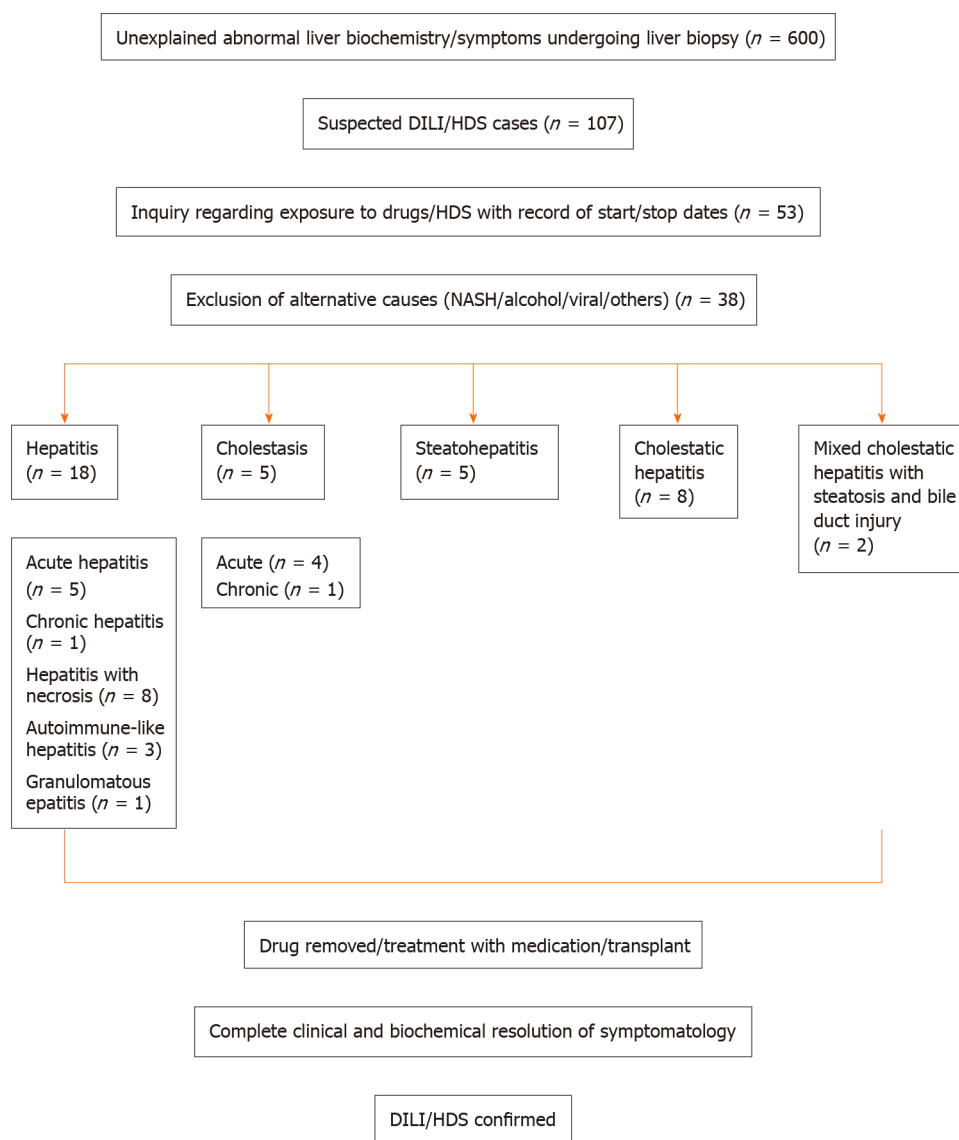 Unexplained abnormal liver biochemistry/symptoms undergoing liver biopsy (n = 600)
Suspected DILI/HDS cases (n = 107)
Inquiry regarding exposure to drugs/HDS with record of start/stop dates (n = 53)
Exclusion of alternative causes (NASH/alcohol/viral/others) (n = 38)
Hepatitis
(n = 18)
Cholestasis
(n = 5)
Steatohepatitis
(n = 5)
Cholestatic
hepatitis
(n = 8)
Mixed cholestatic
hepatitis with
steatosis and bile
duct injury
(n = 2)
Acute hepatitis
(n = 5)
Chronic hepatitis
(n = 1)
Hepatitis with
necrosis (n = 8)
Autoimmune-like
hepatitis (n = 3)
Granulomatous
epatitis (n = 1)
Acute (n = 4)
Chronic (n = 1)
Drug removed/treatment with medication/transplant
Complete clinical and biochemical resolution of symptomatology
DILI/HDS confirmed